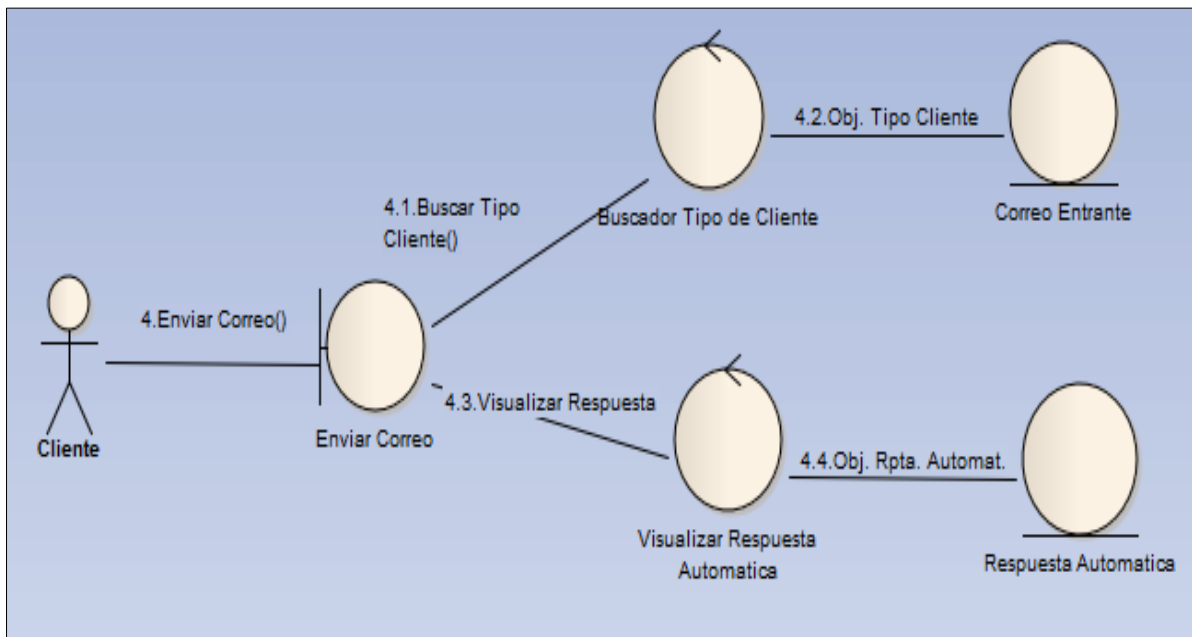 4.2.Obj. Tipo Cliente
4.1.Buscar Tipo
Cliente()
Buscador Tipo de Cliente
Correo Entrante
4.Enviar Correo()
4.3.Visualizar Respuesta
Enviar Correo
Cliente
4.4.Obj. Rpta. Automat.
Visualizar Respuesta
Automatica
Respuesta Automatica